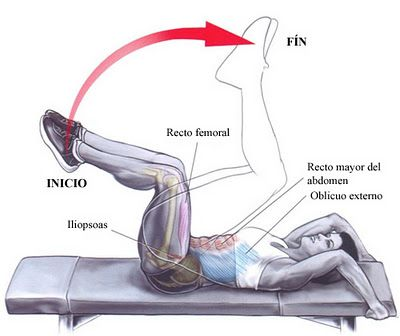 FÍN
Recto femoral
Recto mayor del
abdomen
INICIO
Oblicuo externo
Iliopsoas